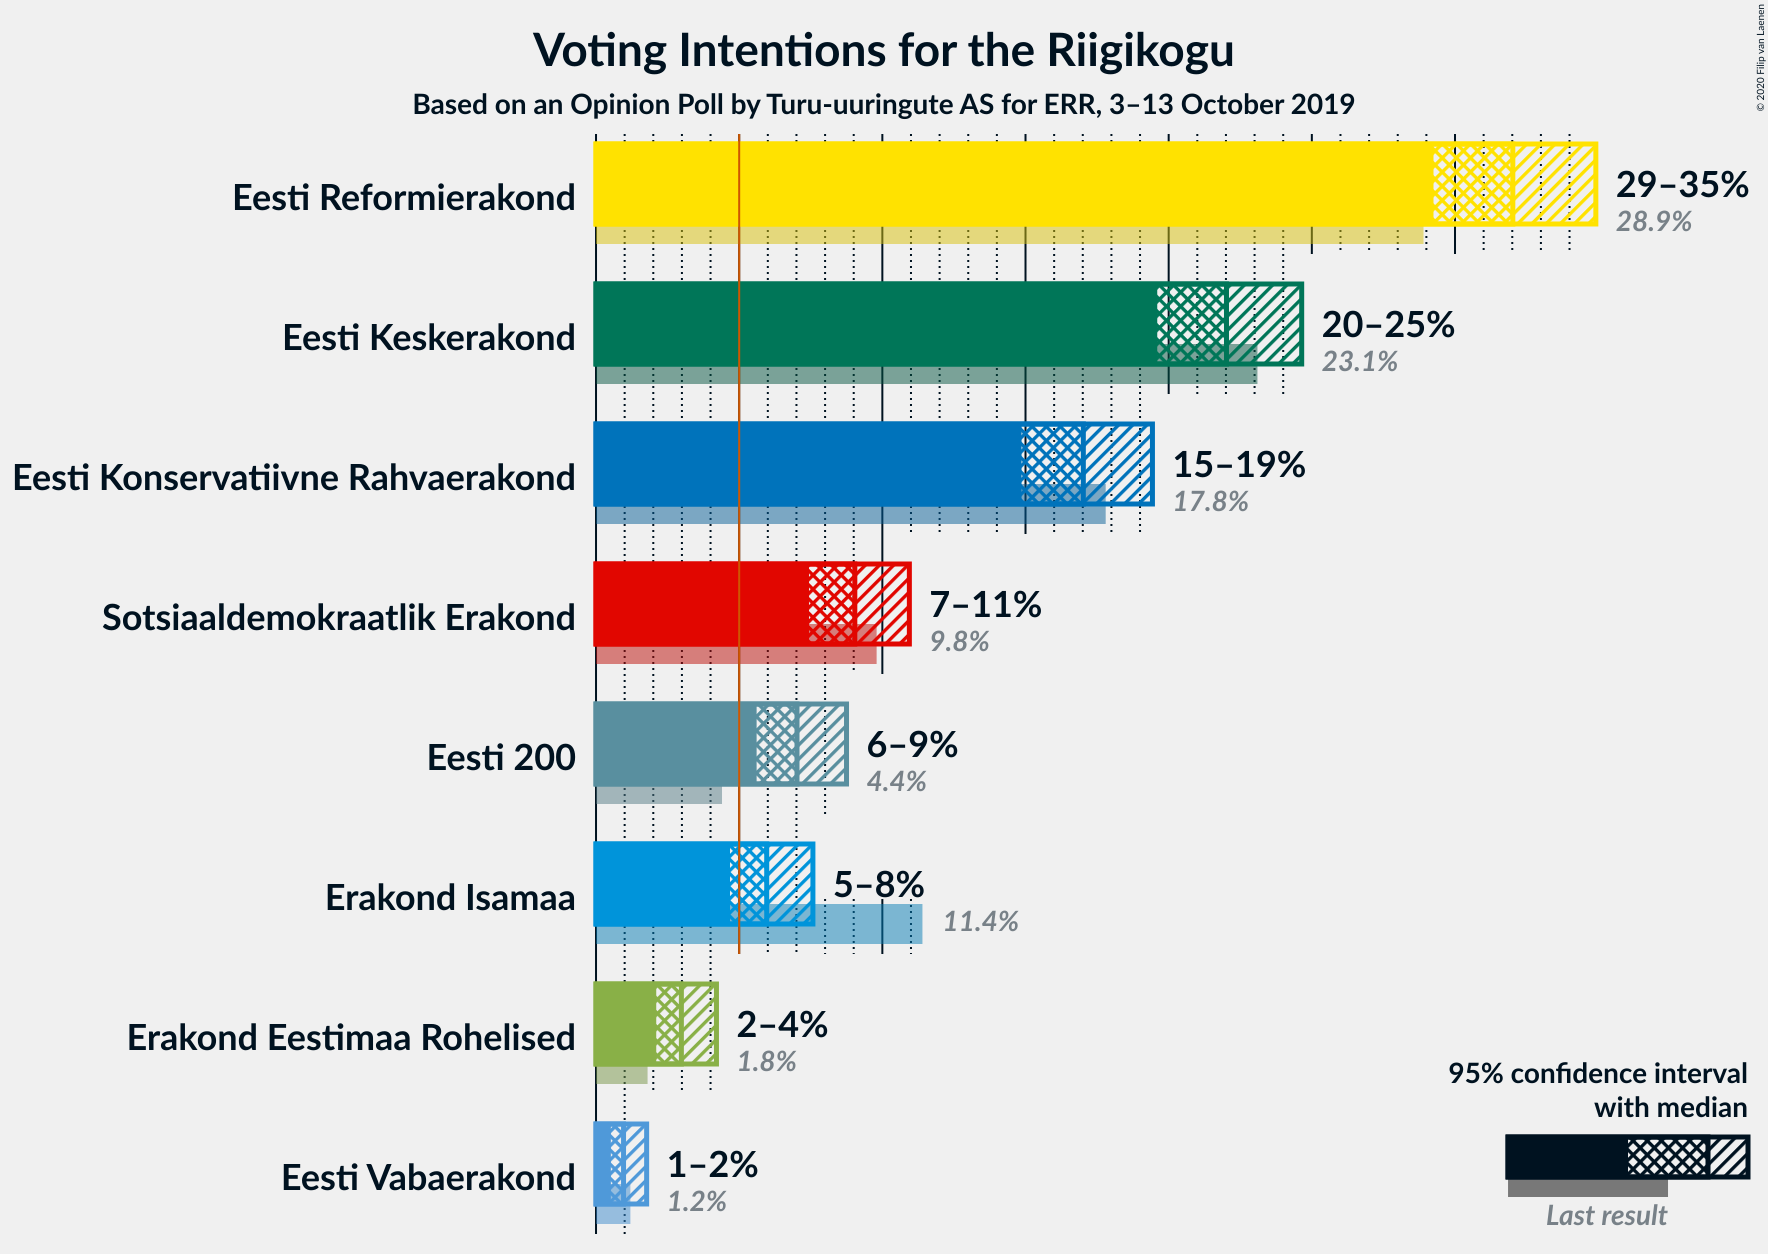 Voting Intentions for the Riigikogu
Based on an Opinion Poll by Turu-uuringute AS for ERR, 3–13 October 2019
© 2020 Filip van Laenen
Eesti Reformierakond
29–35%
28.9%
Eesti Keskerakond
20–25%
23.1%
Eesti Konservatiivne Rahvaerakond
15–19%
17.8%
Sotsiaaldemokraatlik Erakond
7–11%
9.8%
Eesti 200
6–9%
4.4%
Erakond Isamaa
5–8%
11.4%
Erakond Eestimaa Rohelised
2–4%
1.8%
Eesti Vabaerakond
1–2%
1.2%
95% confidence interval
with median
Last result